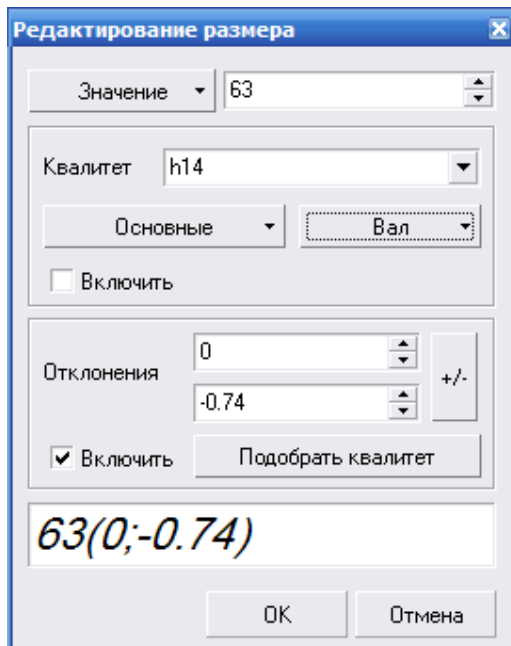 Редактирование размера
Значение 63
Квалитет h14
Основные Вал
Включить
0
Отклонения +/-
-0.74
Включить Подобрать квалитет
63(0;-0.74)
OK Отмена